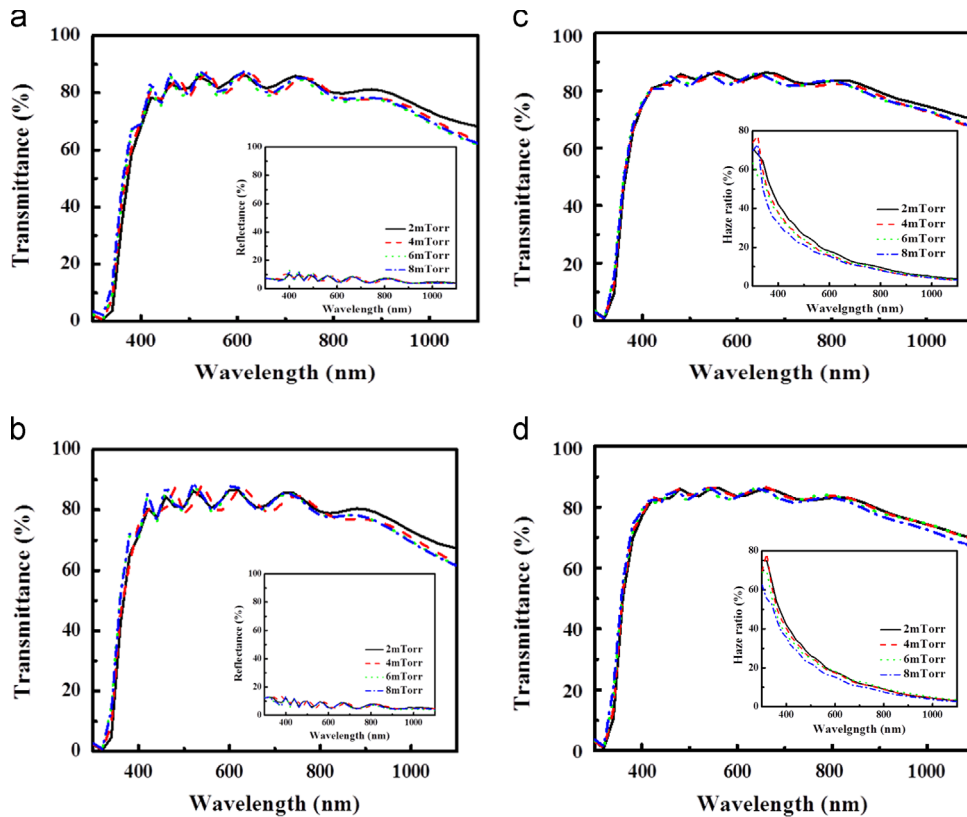 a
100
80
60
40
20
0
Transmittance (%)
400
600
800
1000
Wavelength (nm)
100
80
60
40
20
0
Reflectance (%)
400
600
800
1000
Wavelength (nm)
2mTorr
4mTorr
6mTorr
8mTorr
c
100
80
60
40
20
0
Transmittance (%)
400
600
800
1000
Wavelength (nm)
80
60
40
20
0
Haze ratio (%)
400
600
800
1000
Wavelegngth (nm)
2mTorr
4mTorr
6mTorr
8mTorr
b
100
80
60
40
20
0
Transmittance (%)
400
600
800
1000
Wavelength (nm)
100
80
60
40
20
0
Reflectance (%)
400
600
800
1000
Wavelength (nm)
2mTorr
4mTorr
6mTorr
8mTorr
d
100
80
60
40
20
0
Transmittance (%)
400
600
800
1000
Wavelength (nm)
80
60
40
20
0
Haze ratio (%)
400
600
800
1000
Wavelgngth (nm)
2mTorr
4mTorr
6mTorr
8mTorr